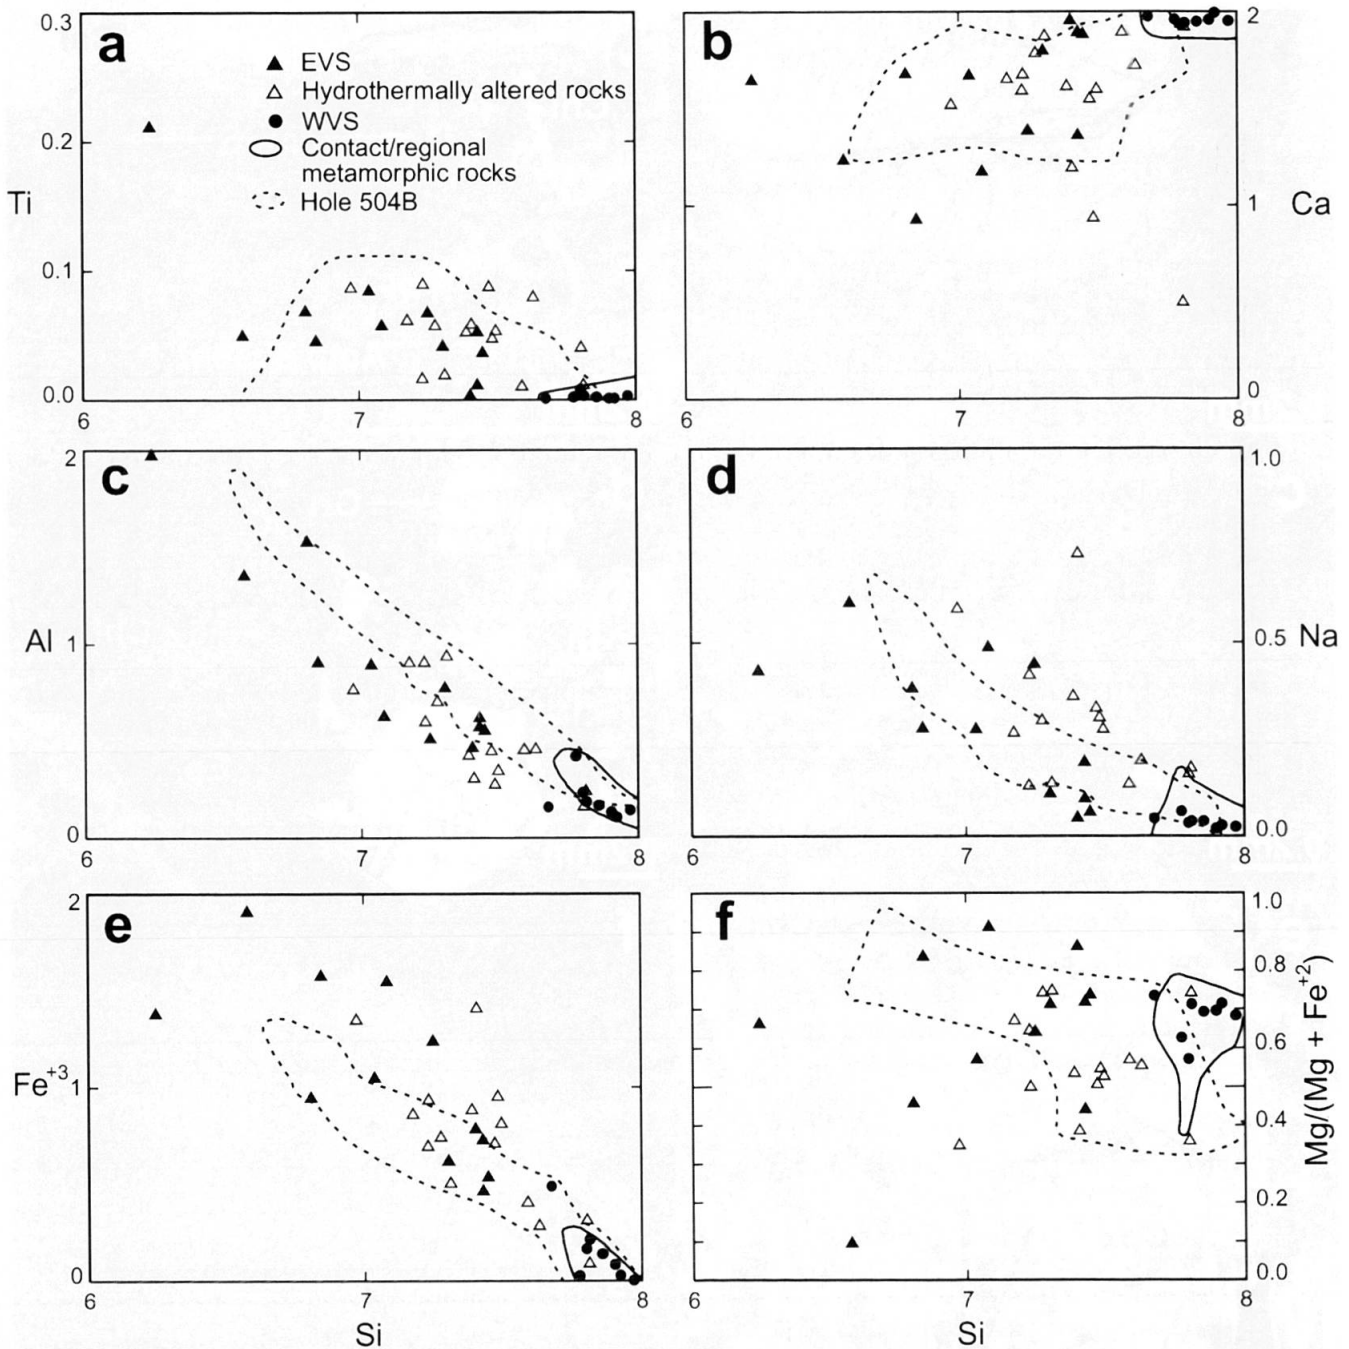 0.3
a
EVS
Hydrothermally altered rocks
WVS
Contact/regional
metamorphic rocks
Hole 504B
0.2
Ti
0.1
0.0
6
7
8
b
2
1
Ca
0
6
7
8
2
c
Al
1
0
6
7
8
d
1.0
0.5
Na
0.0
6
7
8
2
e
Fe+3
1
0
6
7
8
Si
f
1.0
0.8
0.6
0.4
0.2
0.0
Mg/(Mg + Fe+2)
6
7
8
Si